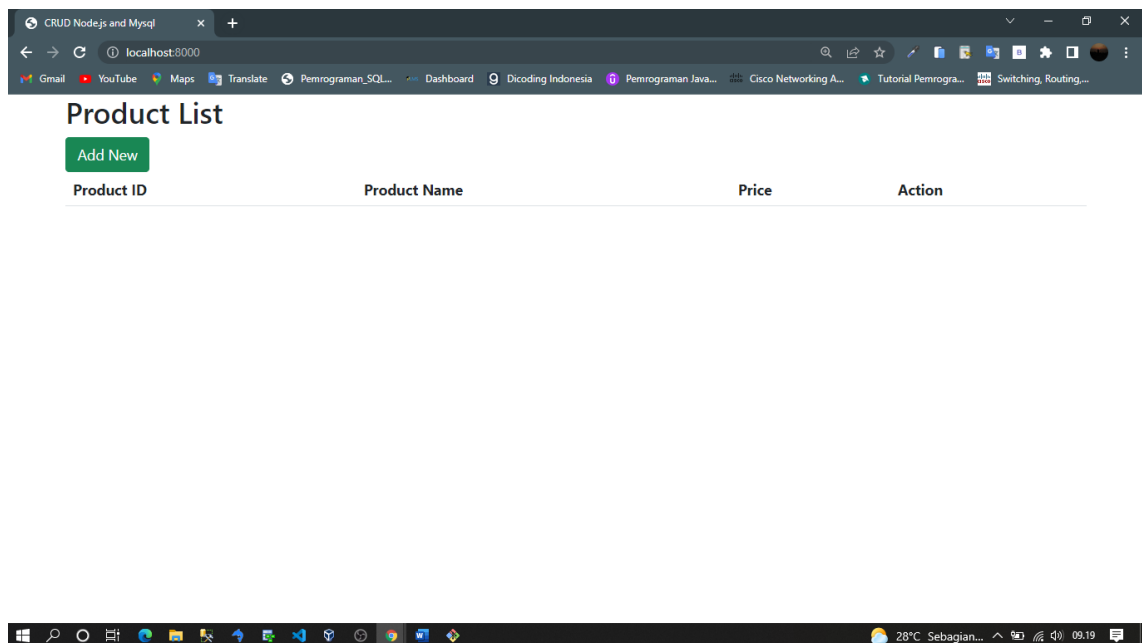 CRUD Node.js and Mysql
localhost:8000
Gmail YouTube Maps Translate Pemrograman_SQL... Dashboard Dicoding Indonesia Pemrograman Java... Cisco Networking A... Tutorial Pemrogra... Switching, Routing,...
Product List
Add New
Product ID Product Name Price Action
28°C Sebagian... 09.19